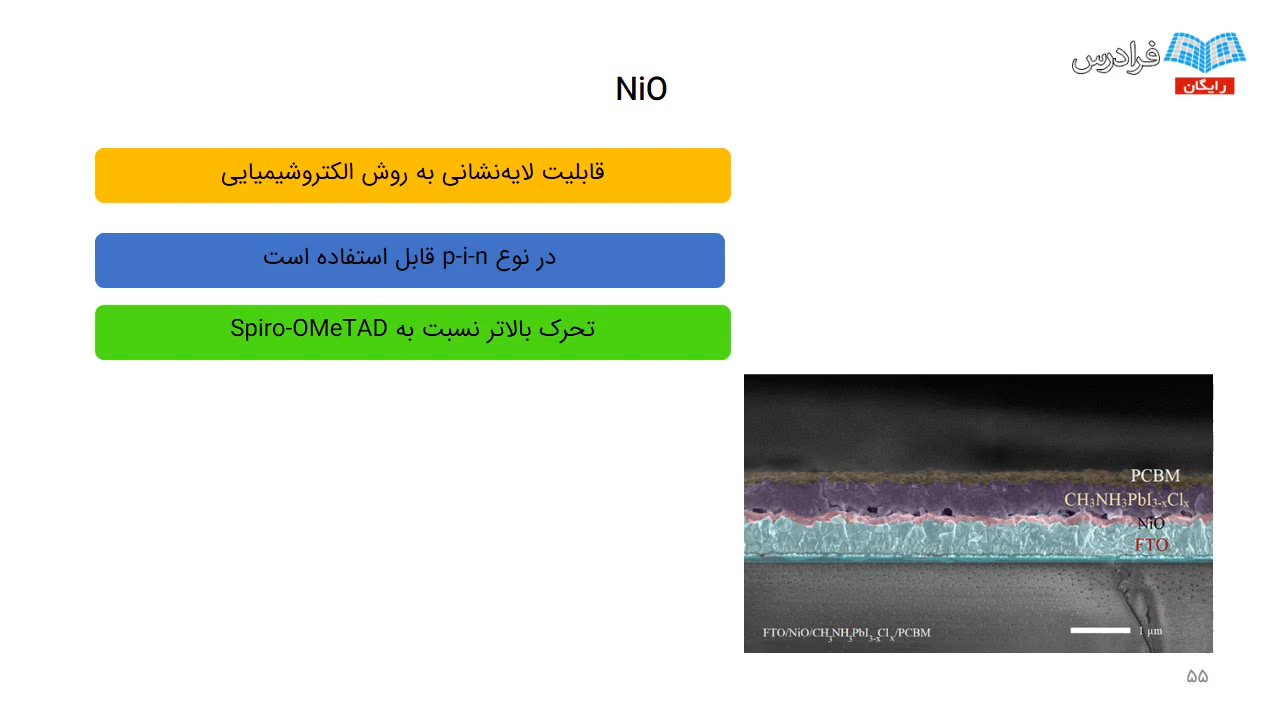 فرادرس
رایگان
NiO
قابلیت لایه‌نشانی به روش الکتروشیمیایی
در نوع p-i-n قابل استفاده است
تحرک بالاتر نسبت به Spiro-OMeTAD
PCBM
CH₃NH₃PbI₃₋ₓClₓ
NiO
FTO
FTO/NiO/CH₃NH₃PbI₃₋ₓClₓ/PCBM
1 μm
۵۵